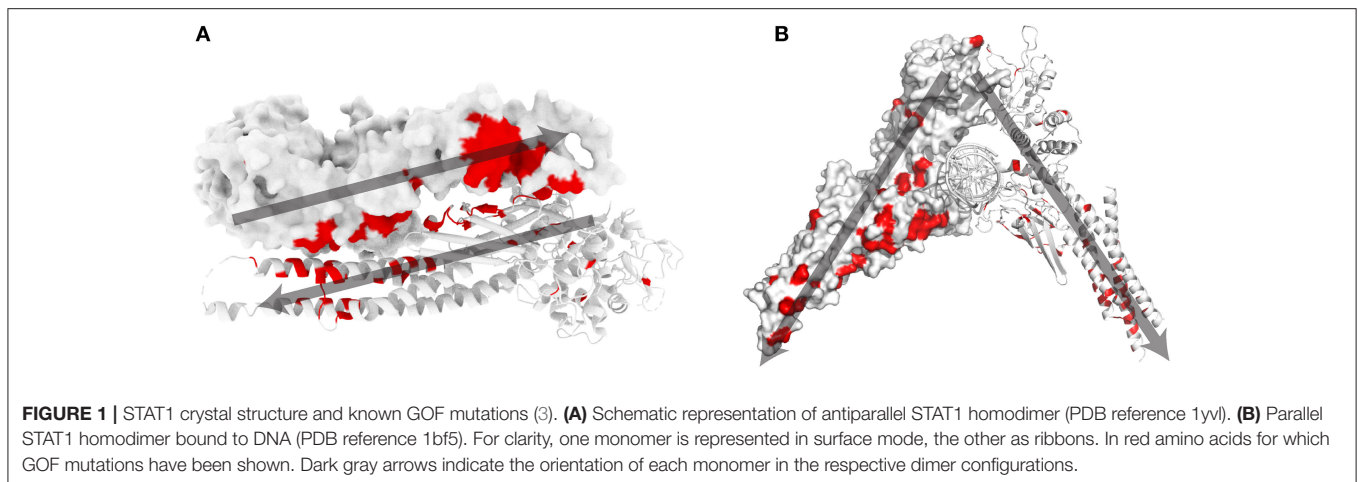 A
B
FIGURE 1 | STAT1 crystal structure and known GOF mutations (3). (A) Schematic representation of antiparallel STAT1 homodimer (PDB reference 1yvl). (B) Parallel
STAT1 homodimer bound to DNA (PDB reference 1bf5). For clarity, one monomer is represented in surface mode, the other as ribbons. In red amino acids for which
GOF mutations have been shown. Dark gray arrows indicate the orientation of each monomer in the respective dimer configurations.